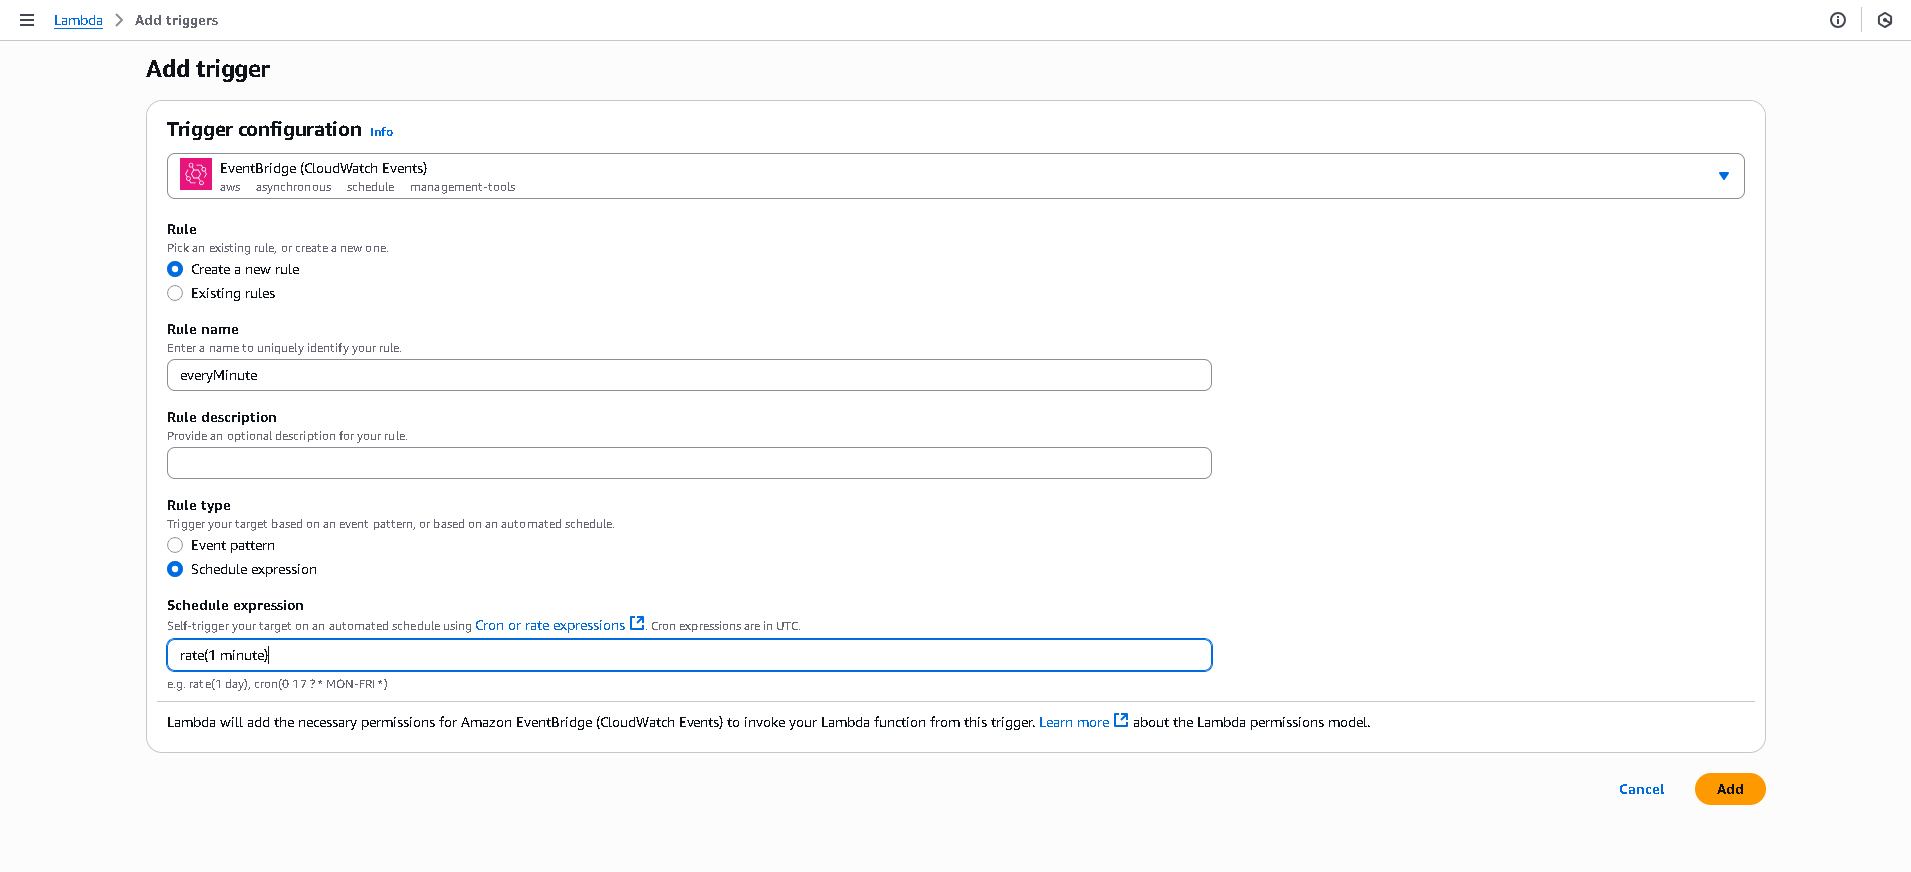 Lambda > Add triggers
Add trigger
Trigger configuration Info
EventBridge (CloudWatch Events)
aws asynchronous schedule management-tools
Rule
Pick an existing rule, or create a new one.
Create a new rule
Existing rules
Rule name
Enter a name to uniquely identify your rule.
everyMinute
Rule description
Provide an optional description for your rule.
Rule type
Trigger your target based on an event pattern, or based on an automated schedule.
Event pattern
Schedule expression
Schedule expression
Self-trigger your target on an automated schedule using Cron or rate expressions. Cron expressions are in UTC.
rate(1 minute)
e.g. rate(1 day), cron(0 17 ? * MON-FRI *)
Lambda will add the necessary permissions for Amazon EventBridge (CloudWatch Events) to invoke your Lambda function from this trigger. Learn more about the Lambda permissions model.
Cancel Add